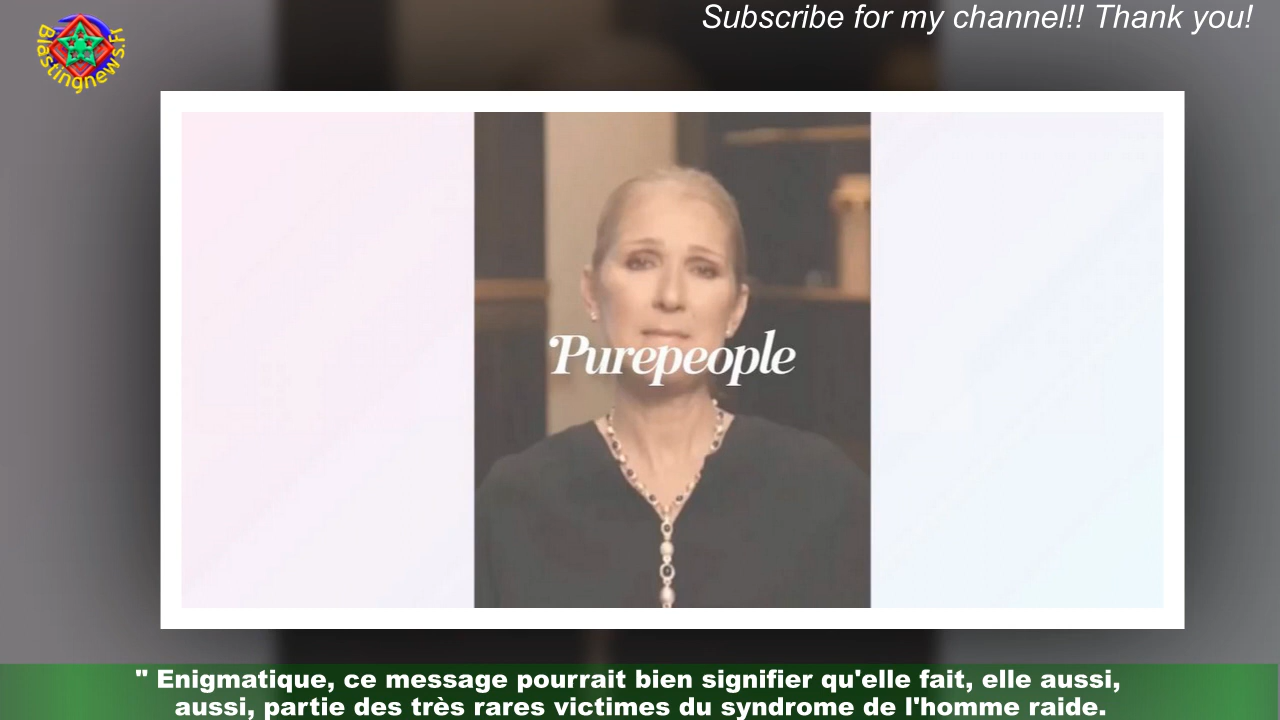 Subscribe for my channel!! Thank you!
Blastingnews.Fr
Purepeople
" Enigmatique, ce message pourrait bien signifier qu'elle fait, elle aussi,
aussi, partie des très rares victimes du syndrome de l'homme raide.